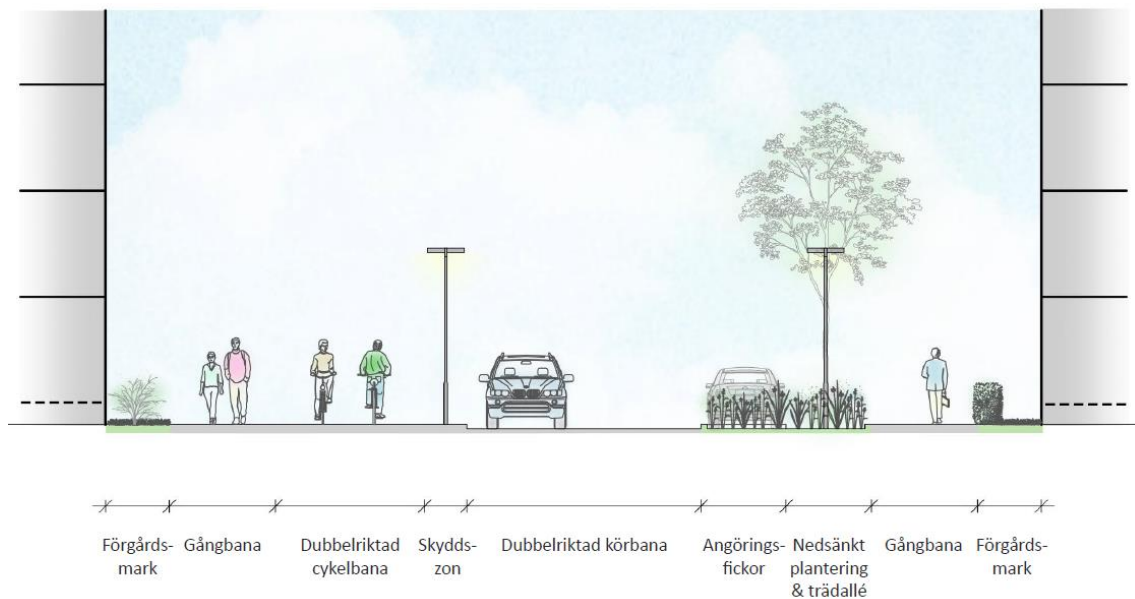 Förgårds-
mark
Gångbana
Dubbelriktad
cykelbana
Skydds-
zon
Dubbelriktad körbana
Angörings-
fickor
Nedsänkt
plantering
& trädallé
Gångbana
Förgårds-
mark